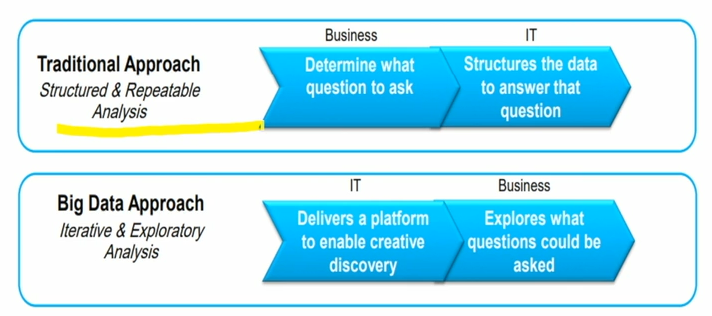 Business
IT
Traditional Approach
Structured & Repeatable
Analysis
Determine what
question to ask
Structures the data
to answer that
question
IT
Business
Big Data Approach
Iterative & Exploratory
Analysis
Delivers a platform
to enable creative
discovery
Explores what
questions could be
asked